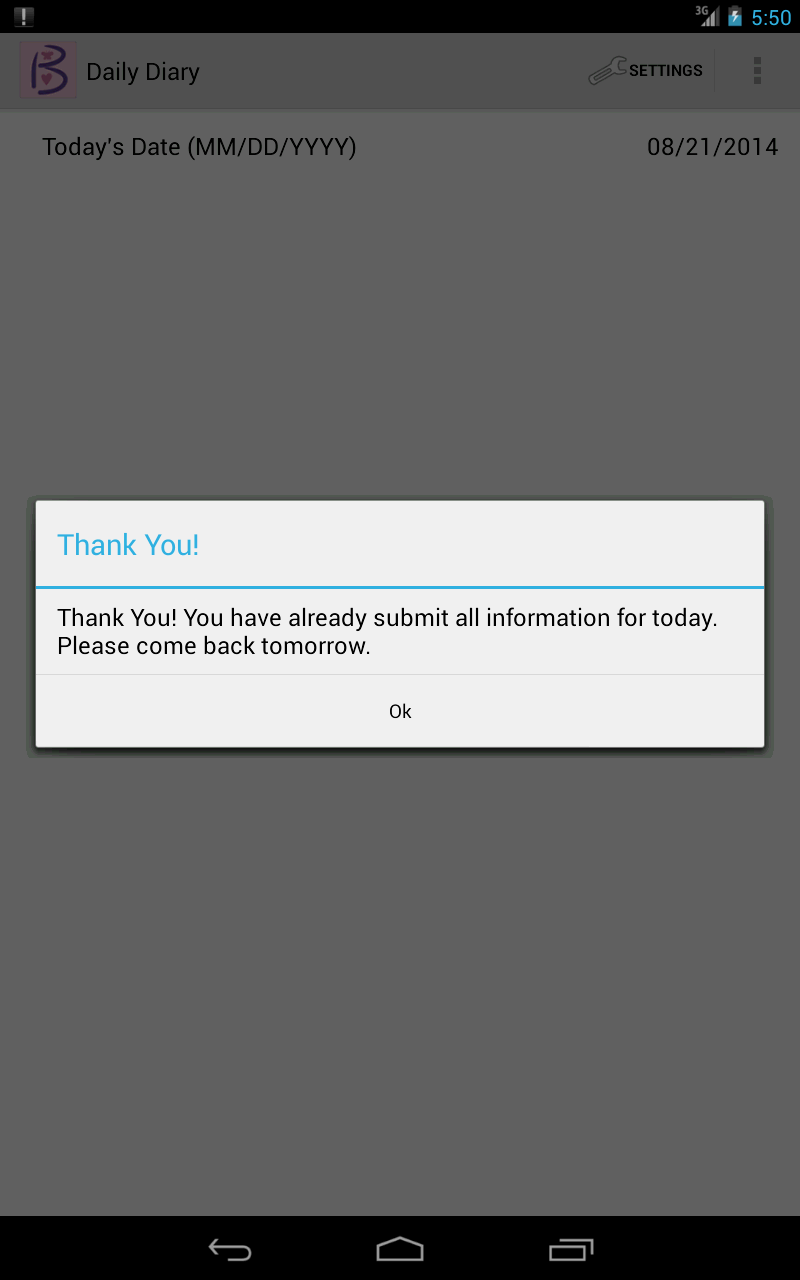 3G 5:50
B Daily Diary SETTINGS
Today's Date (MM/DD/YYYY) 08/21/2014
Thank You!
Thank You! You have already submit all information for today.
Please come back tomorrow.
Ok